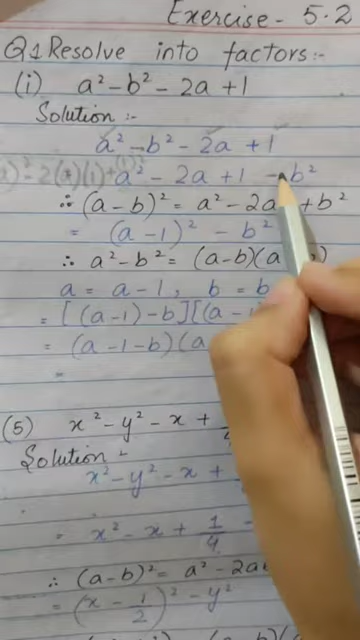 Exercise - 5.2
Q1 Resolve into factors:-
(i) a² - b² - 2a + 1
Solution
a² - b² - 2a + 1
a² - 2a + 1 - b²
∴ (a - b)² = a² - 2a + b²
= (a - 1)² - b²
∴ a² - b² = (a-b)(a
a = a - 1, b = b
= [(a-1) - b][(a - 1
= (a - 1 - b)(a
=
(5) x² - y² - x +
Solution:-
x² - y² - x +
= x² - x + 1/4 -
∴ (a - b)² = a² - 2a
= (x - 1/2)² - y²